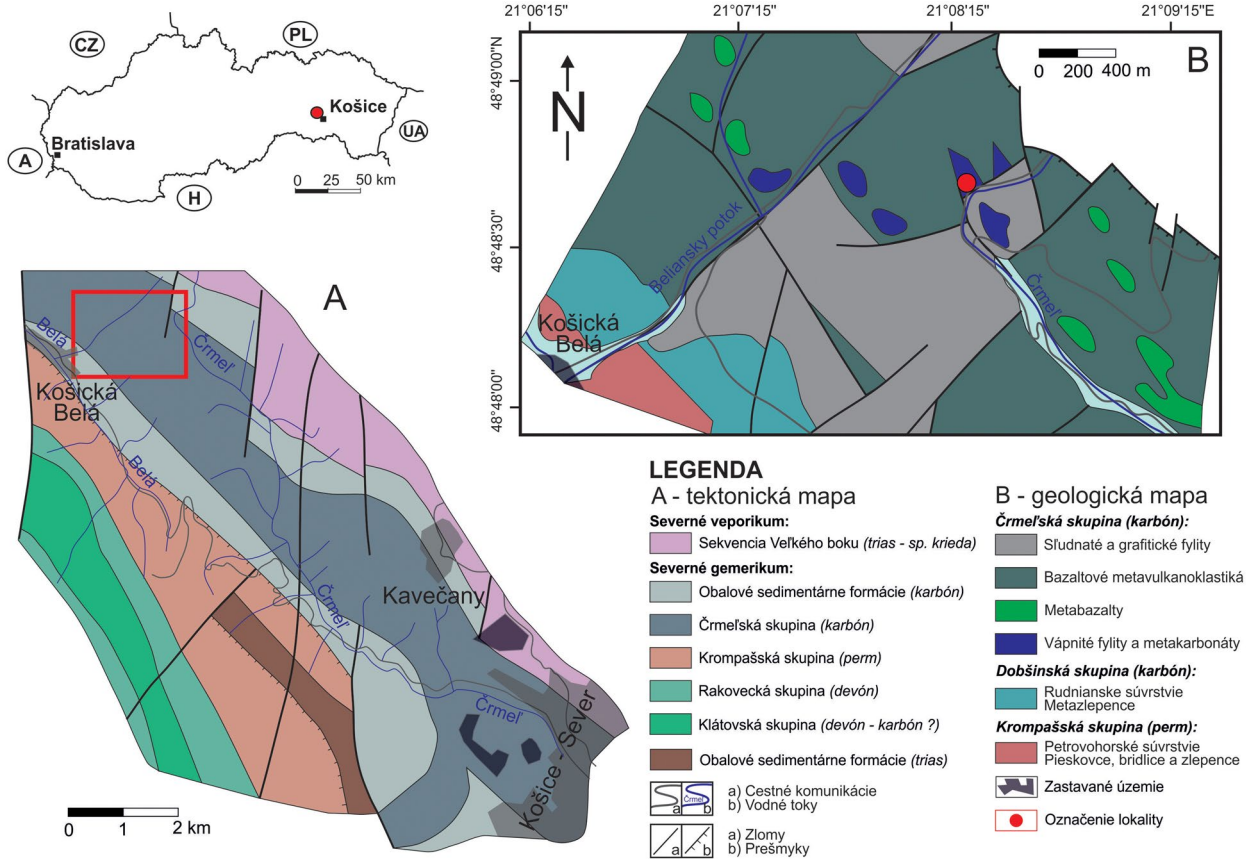 CZ
PL
UA
A
H
Košice
Bratislava
0 25 50 km
A
Belá
Košická
Belá
Črmeľ
Belá
Črmeľ
Kavečany
Črmeľ
Košice - Sever
0 1 2 km
21°06'15"
21°07'15"
21°08'15"
21°09'15"E
48°49'00"N
48°48'30"
48°48'00"
N
B
0 200 400 m
Beliansky potok
Košická
Belá
Črmeľ
LEGENDA
A - tektonická mapa
Severné veporikum:
Sekvencia Veľkého boku (trias - sp. krieda)
Severné gemerikum:
Obalové sedimentárne formácie (karbón)
Črmeľská skupina (karbón)
Krompašská skupina (perm)
Rakovecká skupina (devón)
Klátovská skupina (devón - karbón ?)
Obalové sedimentárne formácie (trias)
a
Črmeľ
b
a) Cestné komunikácie
b) Vodné toky
a
b
a) Zlomy
b) Prešmyky
B - geologická mapa
Črmeľská skupina (karbón):
Sľudnaté a grafitické fylity
Bazaltové metavulkanoklastiká
Metabazalty
Vápnité fylity a metakarbonáty
Dobšinská skupina (karbón):
Rudnianske súvrstvie
Metazlepence
Krompašská skupina (perm):
Petrovohorské súvrstvie
Pieskovce, bridlice a zlepence
Zastavané územie
Označenie lokality